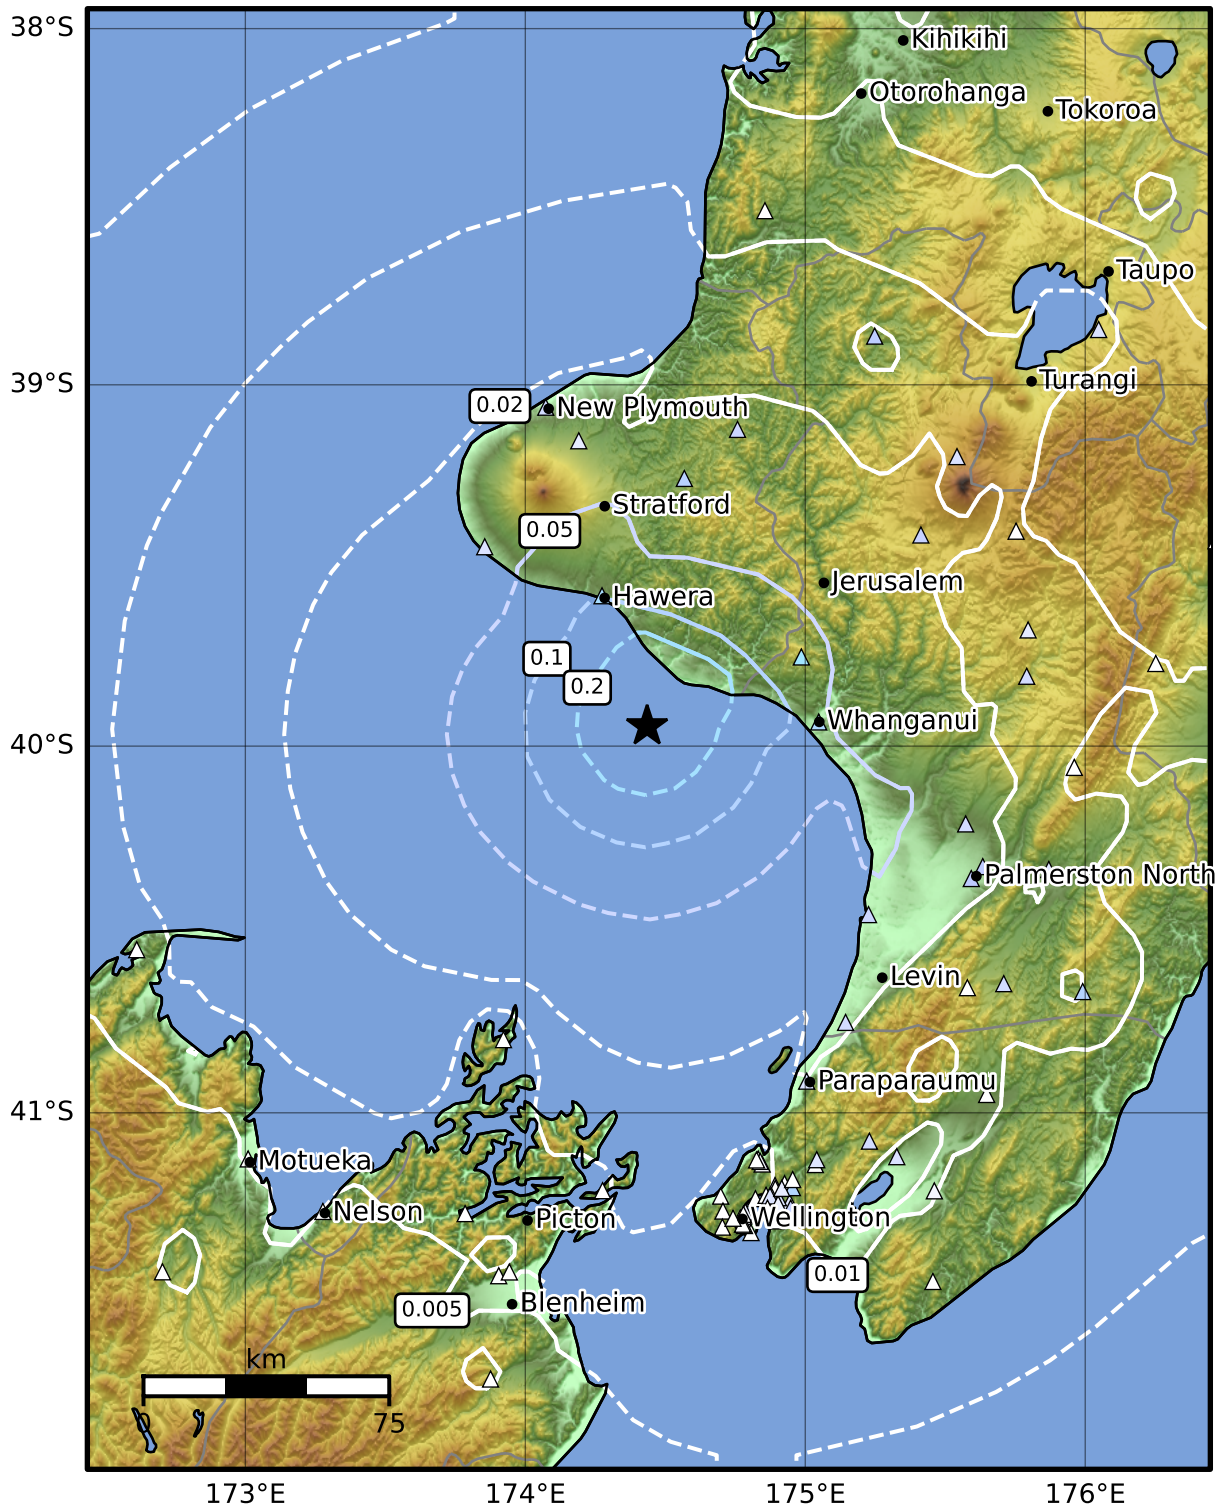 38°S
Kihikihi
Otorohanga
Tokoroa
Taupo
39°S
Turangi
0.02
New Plymouth
Stratford
0.05
Jerusalem
Hawera
0.1
0.2
Whanganui
40°S
Palmerston North
Levin
Paraparaumu
41°S
Motueka
Nelson
Picton
Wellington
0.01
0.005
Blenheim
km
0
75
173°E
174°E
175°E
176°E